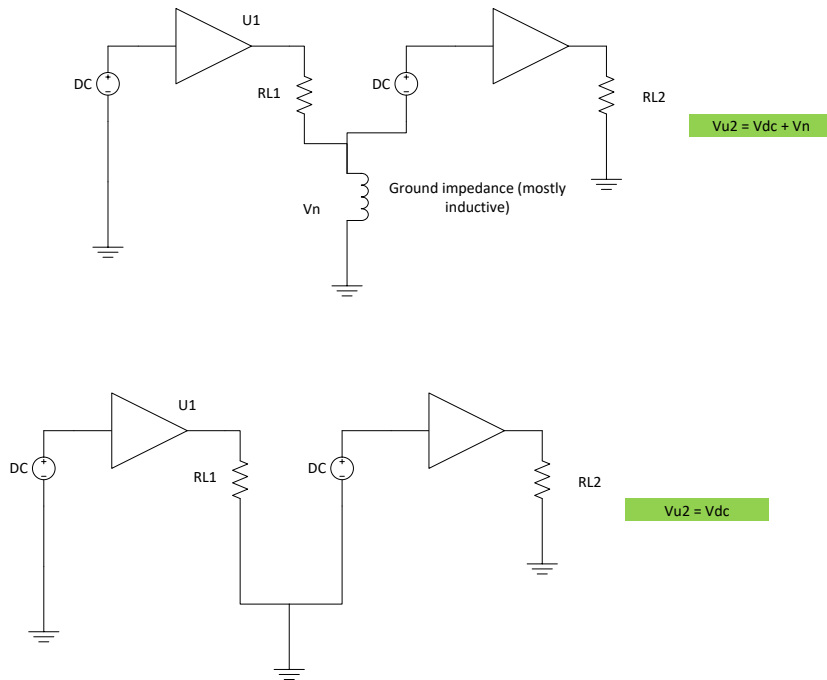 U1
DC
RL1
DC
RL2
Vu2 = Vdc + Vn
Vn
Ground impedance (mostly
inductive)
U1
DC
RL1
DC
RL2
Vu2 = Vdc